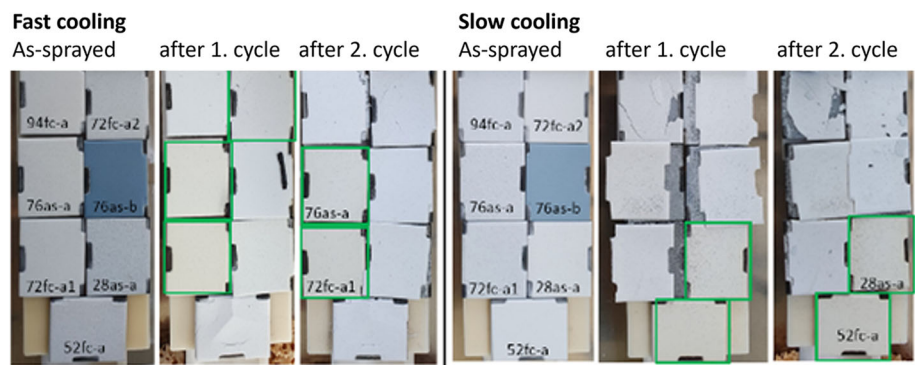 Fast cooling
As-sprayed after 1. cycle after 2. cycle
94fc-a 72fc-a2
76as-a 76as-b
72fc-a1 28as-a
52fc-a
76as-a
72fc-a1
Slow cooling
As-sprayed after 1. cycle after 2. cycle
94fc-a 72fc-a2
76as-a 76as-b
72fc-a1 28as-a
52fc-a
28as-a
52fc-a